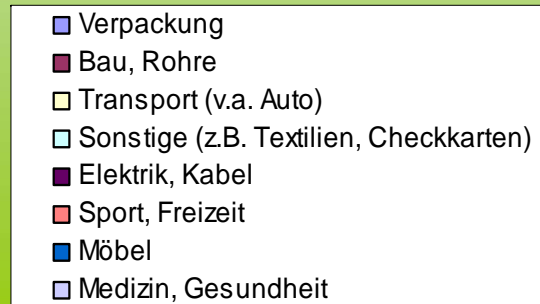 Verpackung
Bau, Rohre
Transport (v.a. Auto)
Sonstige (z.B. Textilien, Checkkarten)
Elektrik, Kabel
Sport, Freizeit
Möbel
Medizin, Gesundheit